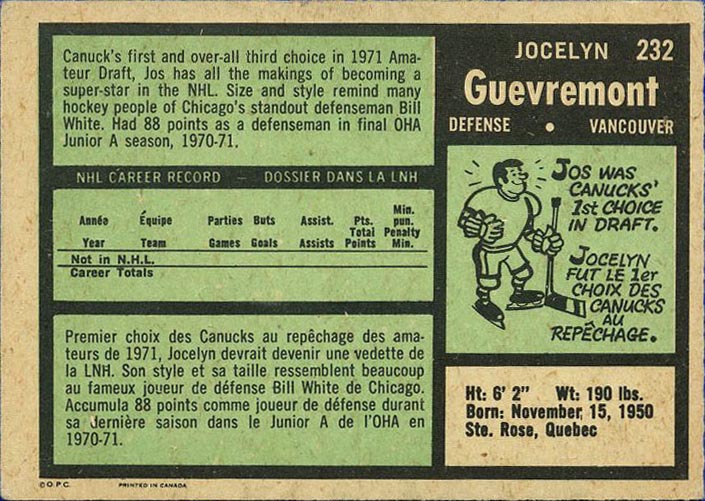 Canuck's first and over-all third choice in 1971 Ama-
teur Draft, Jos has all the makings of becoming a
super-star in the NHL. Size and style remind many
hockey people of Chicago's standout defenseman Bill
White. Had 88 points as a defenseman in final OHA
Junior A season, 1970-71.
JOCELYN 232
Guevremont
DEFENSE • VANCOUVER
NHL CAREER RECORD – DOSSIER DANS LA LNH
Année Équipe Parties Buts Assist. Pts. Total Points Min. pun. Penalty Min.
Year Team Games Goals Assists
Not in N.H.L.
Career Totals
JOS WAS
CANUCKS'
1st CHOICE
IN DRAFT.
JOCELYN
FUT LE 1er
CHOIX DES
CANUCKS
AU
REPÊCHAGE.
Premier choix des Canucks au repêchage des ama-
teurs de 1971, Jocelyn devrait devenir une vedette de
la LNH. Son style et sa taille ressemblent beaucoup
au fameux joueur de défense Bill White de Chicago.
Accumula 88 points comme joueur de défense durant
sa dernière saison dans le Junior A de l'OHA en
1970-71.
Ht: 6' 2" Wt: 190 lbs.
Born: November 15, 1950
Ste. Rose, Quebec
© O.P.C. PRINTED IN CANADA